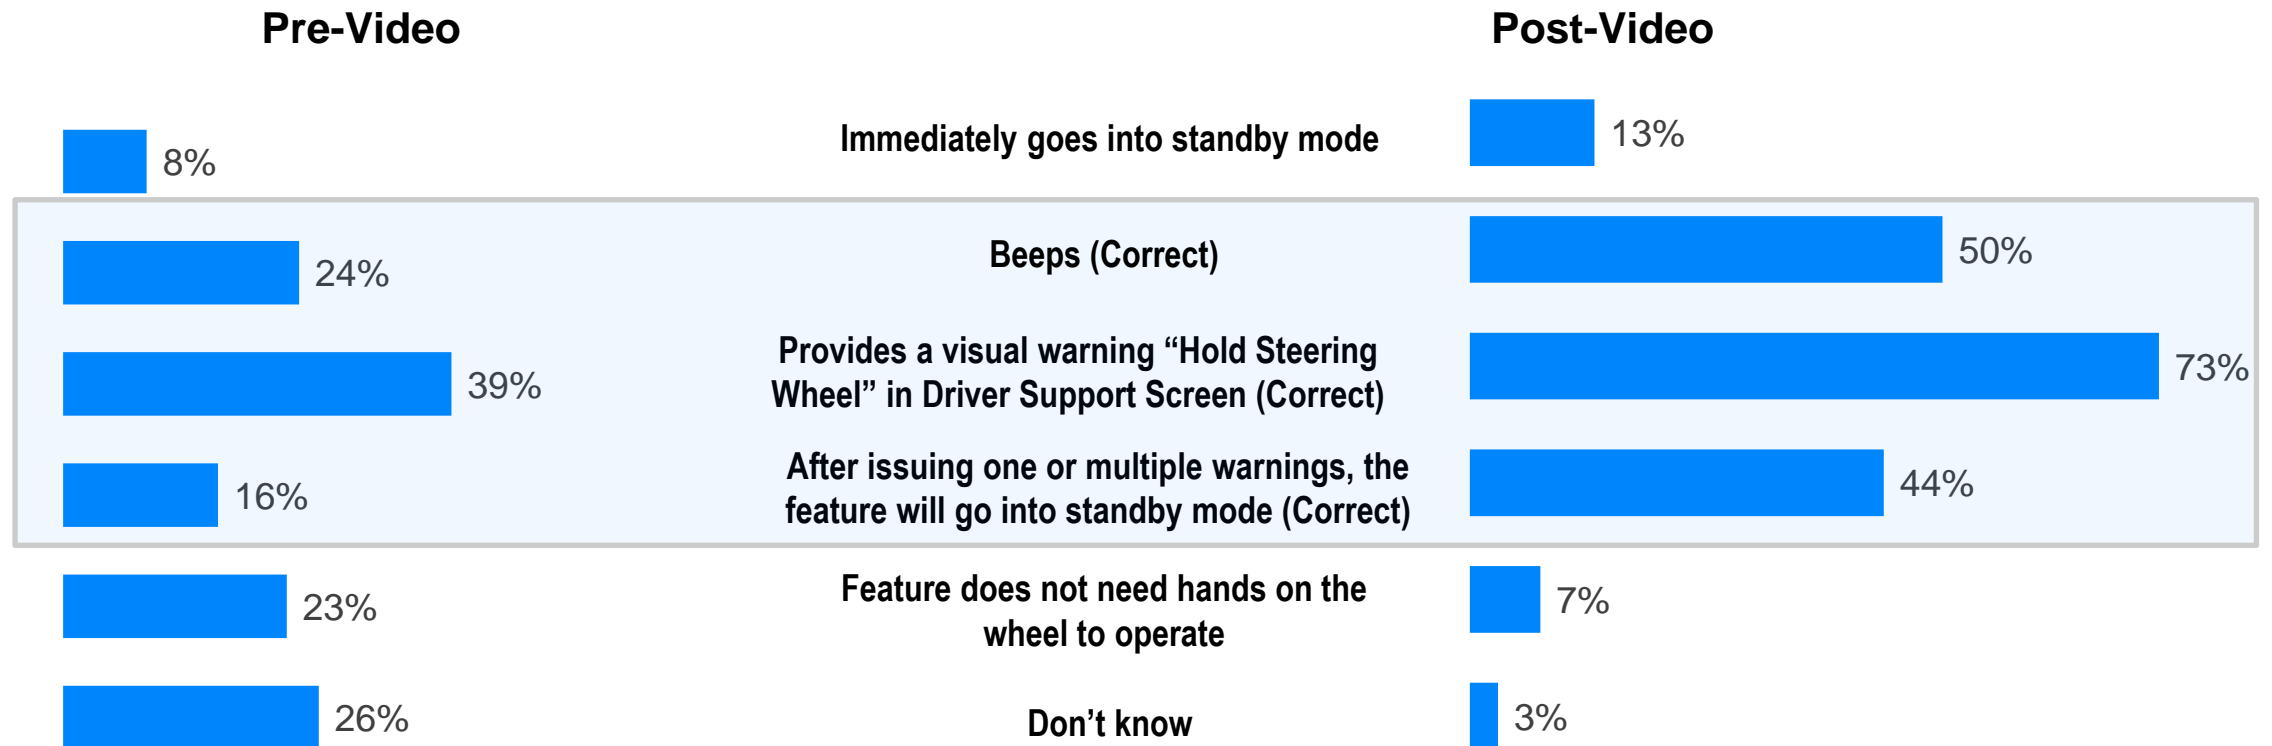 Pre-Video
Post-Video
8%
Immediately goes into standby mode
13%
24%
Beeps (Correct)
50%
39%
Provides a visual warning “Hold Steering
Wheel” in Driver Support Screen (Correct)
73%
16%
After issuing one or multiple warnings, the
feature will go into standby mode (Correct)
44%
23%
Feature does not need hands on the
wheel to operate
7%
26%
Don’t know
3%